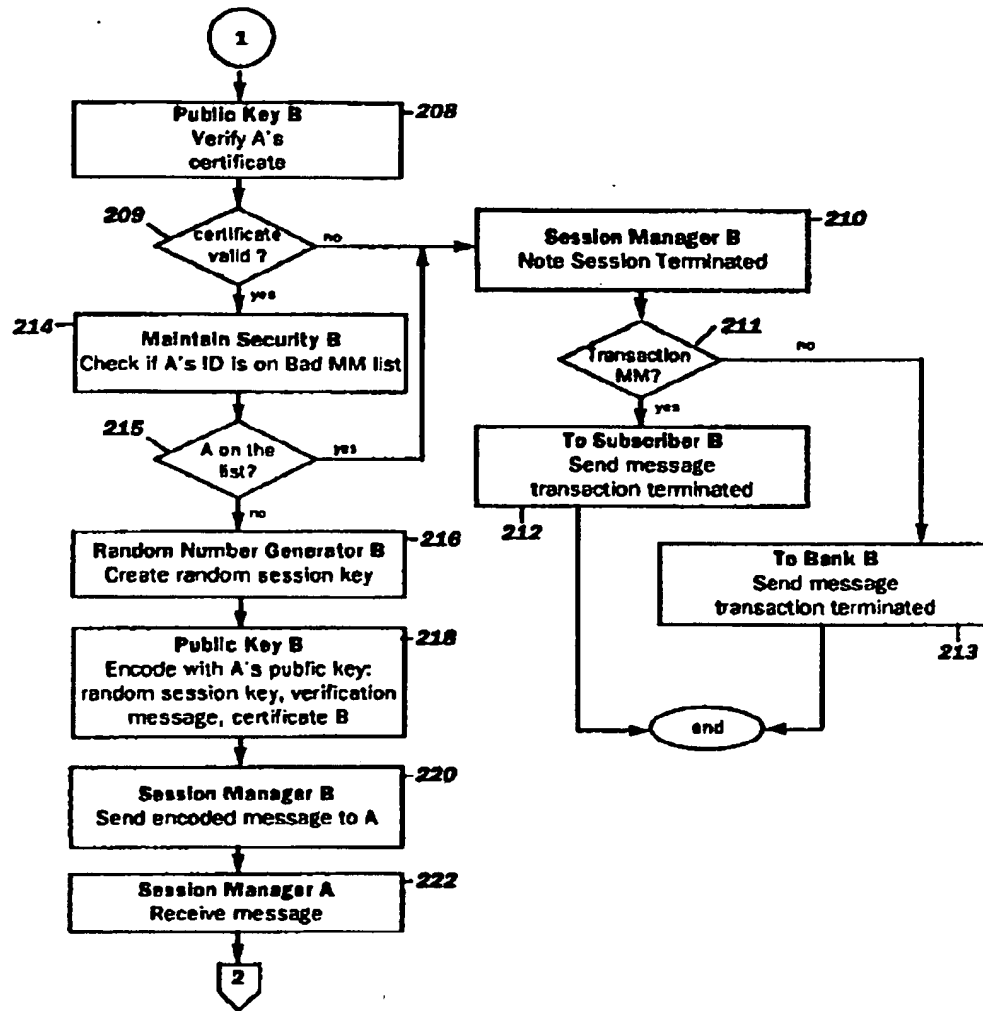 1
Public Key B
208
Verify A's
certificate
209
certificate
valid ?
no
yes
Session Manager B
210
Note Session Terminated
214
Maintain Security B
Check if A's ID is on Bad MM list
211
Transaction
MM?
no
yes
215
A on the
list?
yes
no
To Subscriber B
Send message
transaction terminated
212
Random Number Generator B
216
Create random session key
To Bank B
Send message
transaction terminated
213
Public Key B
218
Encode with A's public key:
random session key, verification
message, certificate B
end
220
Session Manager B
Send encoded message to A
222
Session Manager A
Receive message
2